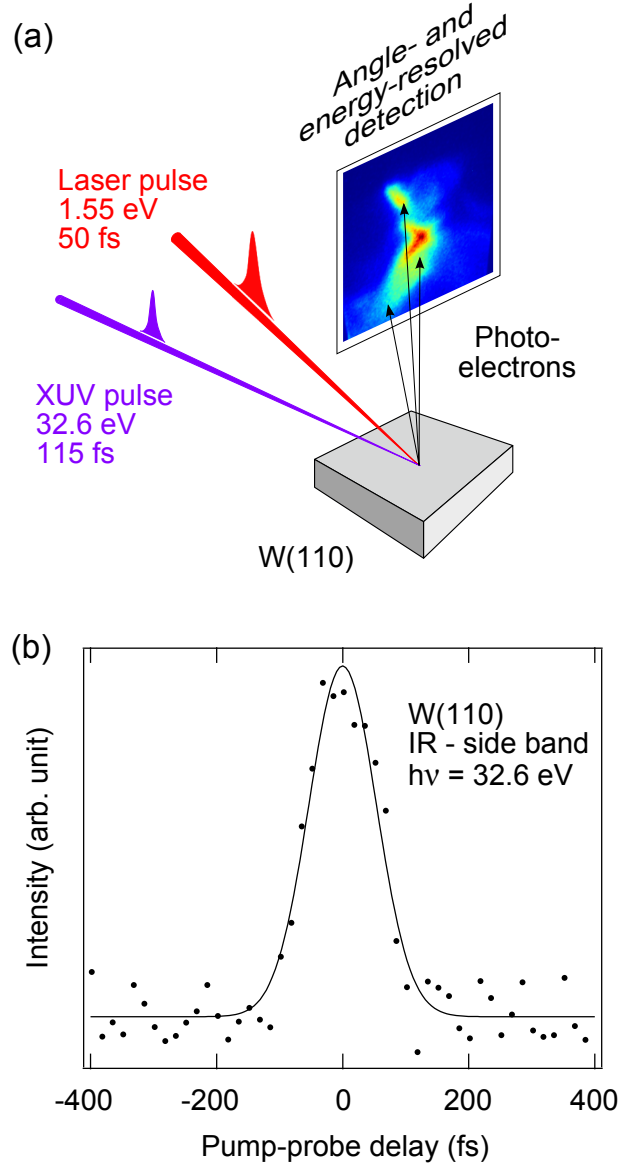 (a)
Angle- and
energy-resolved
detection
Laser pulse
1.55 eV
50 fs
XUV pulse
32.6 eV
115 fs
Photo-
electrons
W(110)
(b)
W(110)
IR - side band
hν = 32.6 eV
Intensity (arb. unit)
-400
-200
0
200
400
Pump-probe delay (fs)